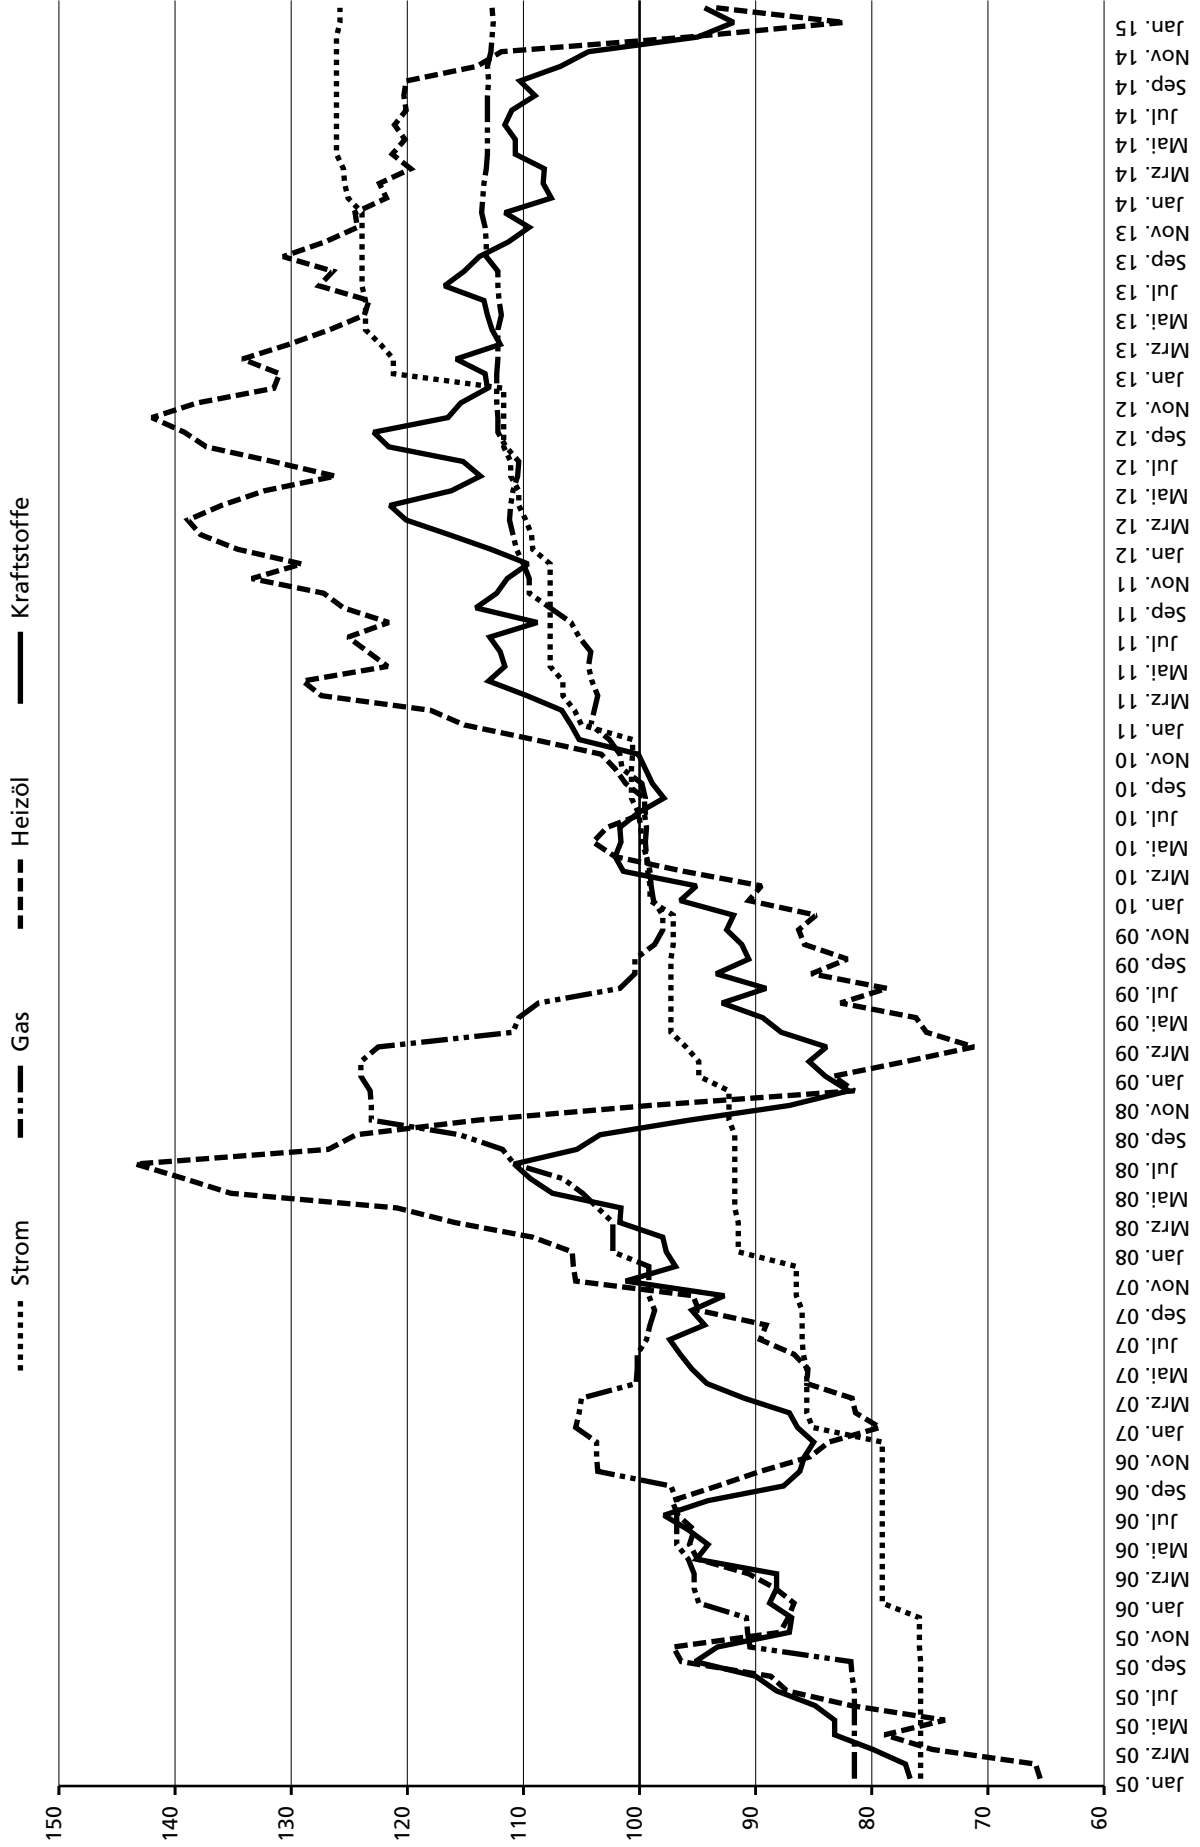 Strom
Gas
Heizöl
Kraftstoffe
150
140
130
120
110
100
90
80
70
60
Jan. 05
Mrz. 05
Mai. 05
Jul. 05
Sep. 05
Nov. 05
Jan. 06
Mrz. 06
Mai. 06
Jul. 06
Sep. 06
Nov. 06
Jan. 07
Mrz. 07
Mai. 07
Jul. 07
Sep. 07
Nov. 07
Jan. 08
Mrz. 08
Mai. 08
Jul. 08
Sep. 08
Nov. 08
Jan. 09
Mrz. 09
Mai. 09
Jul. 09
Sep. 09
Nov. 09
Jan. 10
Mrz. 10
Mai. 10
Jul. 10
Sep. 10
Nov. 10
Jan. 11
Mrz. 11
Mai. 11
Jul. 11
Sep. 11
Nov. 11
Jan. 12
Mrz. 12
Mai. 12
Jul. 12
Sep. 12
Nov. 12
Jan. 13
Mrz. 13
Mai. 13
Jul. 13
Sep. 13
Nov. 13
Jan. 14
Mrz. 14
Mai. 14
Jul. 14
Sep. 14
Nov. 14
Jan. 15